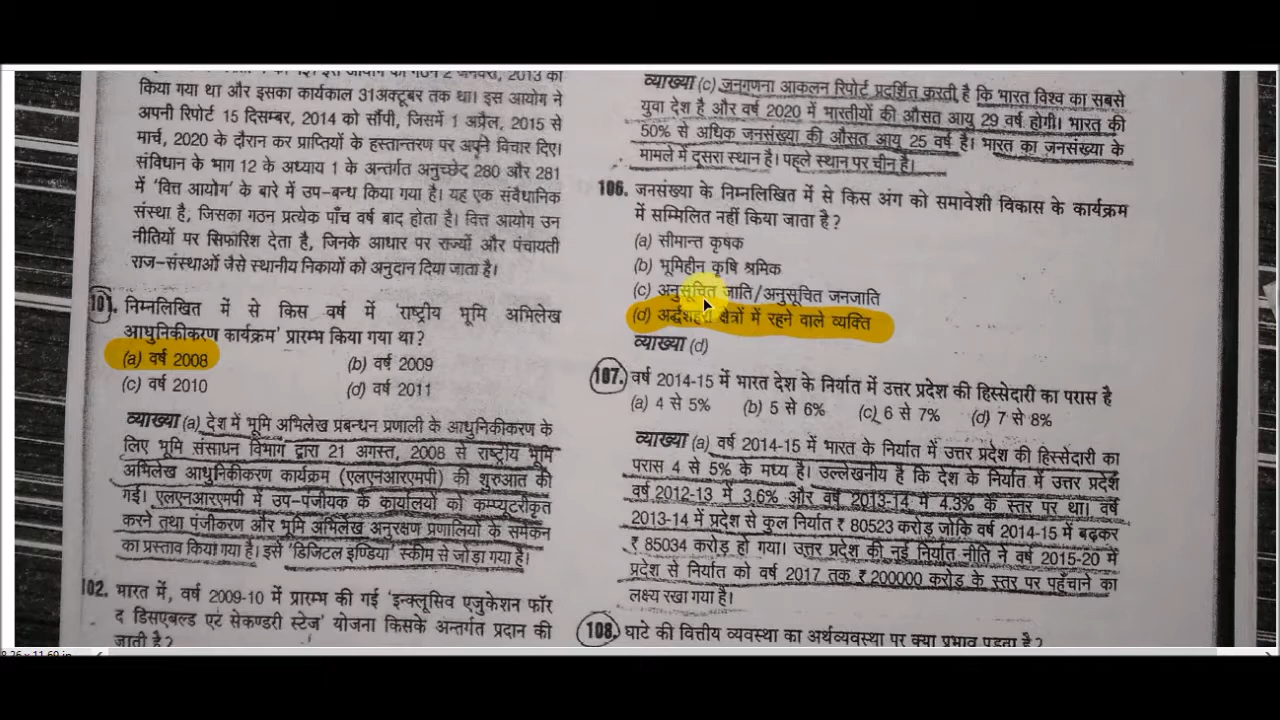 किया गया था और इसका कार्यकाल 31अक्टूबर तक था। इस आयोग ने
अपनी रिपोर्ट 15 दिसम्बर, 2014 को सौंपी, जिसमें 1 अप्रैल, 2015 से
मार्च, 2020 के दौरान कर प्राप्तियों के हस्तान्तरण पर अपने विचार दिए।
संविधान के भाग 12 के अध्याय 1 के अन्तर्गत अनुच्छेद 280 और 281
में 'वित्त आयोग' के बारे में उप-बन्ध किया गया है। यह एक संवैधानिक
संस्था है, जिसका गठन प्रत्येक पाँच वर्ष बाद होता है। वित्त आयोग उन
नीतियों पर सिफारिश देता है, जिनके आधार पर राज्यों और पंचायती
राज-संस्थाओं जैसे स्थानीय निकायों को अनुदान दिया जाता है।
101. निम्नलिखित में से किस वर्ष में 'राष्ट्रीय भूमि अभिलेख
आधुनिकीकरण कार्यक्रम' प्रारम्भ किया गया था?
(a) वर्ष 2008 (b) वर्ष 2009
(c) वर्ष 2010 (d) वर्ष 2011
व्याख्या (a) देश में भूमि अभिलेख प्रबन्धन प्रणाली के आधुनिकीकरण के
लिए भूमि संसाधन विभाग द्वारा 21 अगस्त, 2008 से राष्ट्रीय भूमि
अभिलेख आधुनिकीकरण कार्यक्रम (एलएनआरएमपी) की शुरुआत की
गई। एलएनआरएमपी में उप-पंजीयक के कार्यालयों को कम्प्यूटरीकृत
करने तथा पंजीकरण और भूमि अभिलेख अनुरक्षण प्रणालियों के समेकन
का प्रस्ताव किया गया है। इसे 'डिजिटल इण्डिया' स्कीम से जोड़ा गया है।
102. भारत में, वर्ष 2009-10 में प्रारम्भ की गई 'इन्क्लूसिव एजुकेशन फॉर
द डिसएबल्ड एट सेकण्डरी स्टेज' योजना किसके अन्तर्गत प्रदान की
जाती है?
व्याख्या (c) जनगणना आकलन रिपोर्ट प्रदर्शित करती है कि भारत विश्व का सबसे
युवा देश है और वर्ष 2020 में भारतीयों की औसत आयु 29 वर्ष होगी। भारत की
50% से अधिक जनसंख्या की औसत आयु 25 वर्ष है। भारत का जनसंख्या के
मामले में दूसरा स्थान है। पहले स्थान पर चीन है।
106. जनसंख्या के निम्नलिखित में से किस अंग को समावेशी विकास के कार्यक्रम
में सम्मिलित नहीं किया जाता है?
(a) सीमान्त कृषक
(b) भूमिहीन कृषि श्रमिक
(c) अनुसूचित जाति/अनुसूचित जनजाति
(d) अर्द्धशहरी क्षेत्रों में रहने वाले व्यक्ति
व्याख्या (d)
107. वर्ष 2014-15 में भारत देश के निर्यात में उत्तर प्रदेश की हिस्सेदारी का परास है
(a) 4 से 5% (b) 5 से 6% (c) 6 से 7% (d) 7 से 8%
व्याख्या (a) वर्ष 2014-15 में भारत के निर्यात में उत्तर प्रदेश की हिस्सेदारी का
परास 4 से 5% के मध्य है। उल्लेखनीय है कि देश के निर्यात में उत्तर प्रदेश
वर्ष 2012-13 में 3.6% और वर्ष 2013-14 में 4.3% के स्तर पर था। वर्ष
2013-14 में प्रदेश से कुल निर्यात ₹ 80523 करोड़ जोकि वर्ष 2014-15 में बढ़कर
₹ 85034 करोड़ हो गया। उत्तर प्रदेश की नई निर्यात नीति ने वर्ष 2015-20 में
प्रदेश से निर्यात को वर्ष 2017 तक ₹ 200000 करोड़ के स्तर पर पहुँचाने का
लक्ष्य रखा गया है।
108. घाटे की वित्तीय व्यवस्था का अर्थव्यवस्था पर क्या प्रभाव पड़ता है?
8.26 x 11.69 in